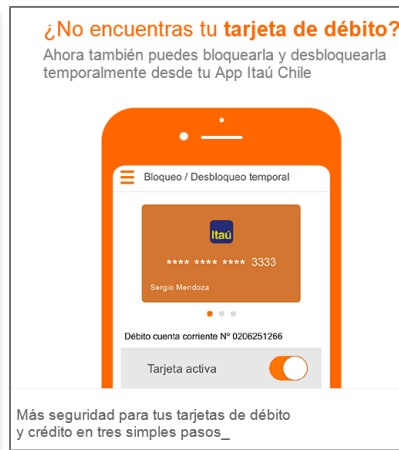 ¿No encuentras tu tarjeta de débito?
Ahora también puedes bloquearla y desbloquearla
temporalmente desde tu App Itaú Chile
Bloqueo / Desbloqueo temporal
Itaú
**** **** **** 3333
Sergio Mendoza
Débito cuenta corriente Nº 0206251266
Tarjeta activa
Más seguridad para tus tarjetas de débito
y crédito en tres simples pasos_